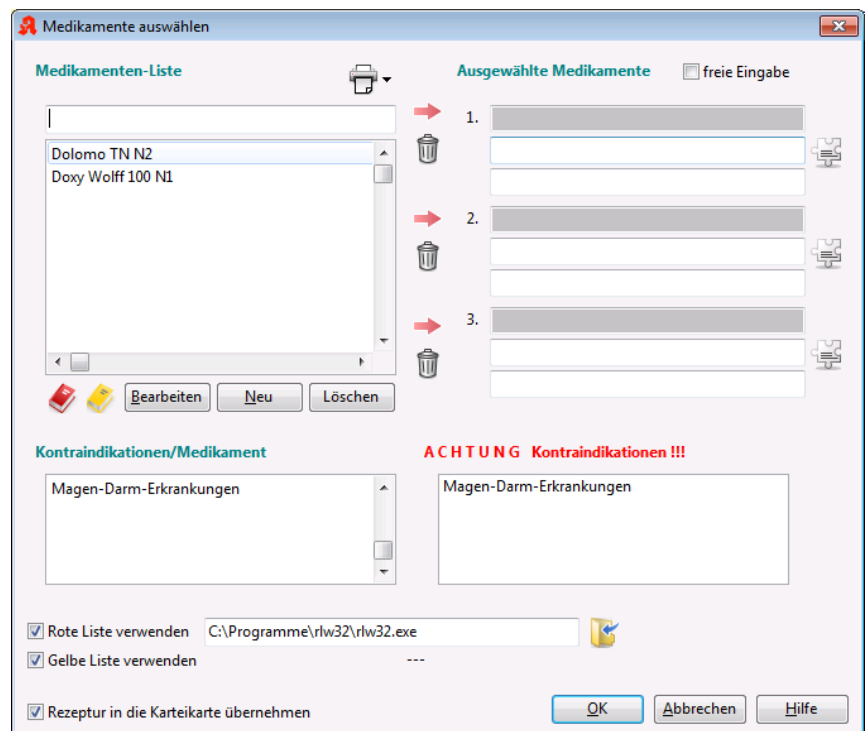 Medikamente auswählen
Medikamenten-Liste
Ausgewählte Medikamente
freie Eingabe
1.
Dolomo TN N2
Doxy Wolff 100 N1
2.
3.
Bearbeiten
Neu
Löschen
Kontraindikationen/Medikament
A C H T U N G Kontraindikationen !!!
Magen-Darm-Erkrankungen
Magen-Darm-Erkrankungen
Rote Liste verwenden
C:\Programme\rlw32\rlw32.exe
Gelbe Liste verwenden
---
Rezeptur in die Karteikarte übernehmen
OK
Abbrechen
Hilfe